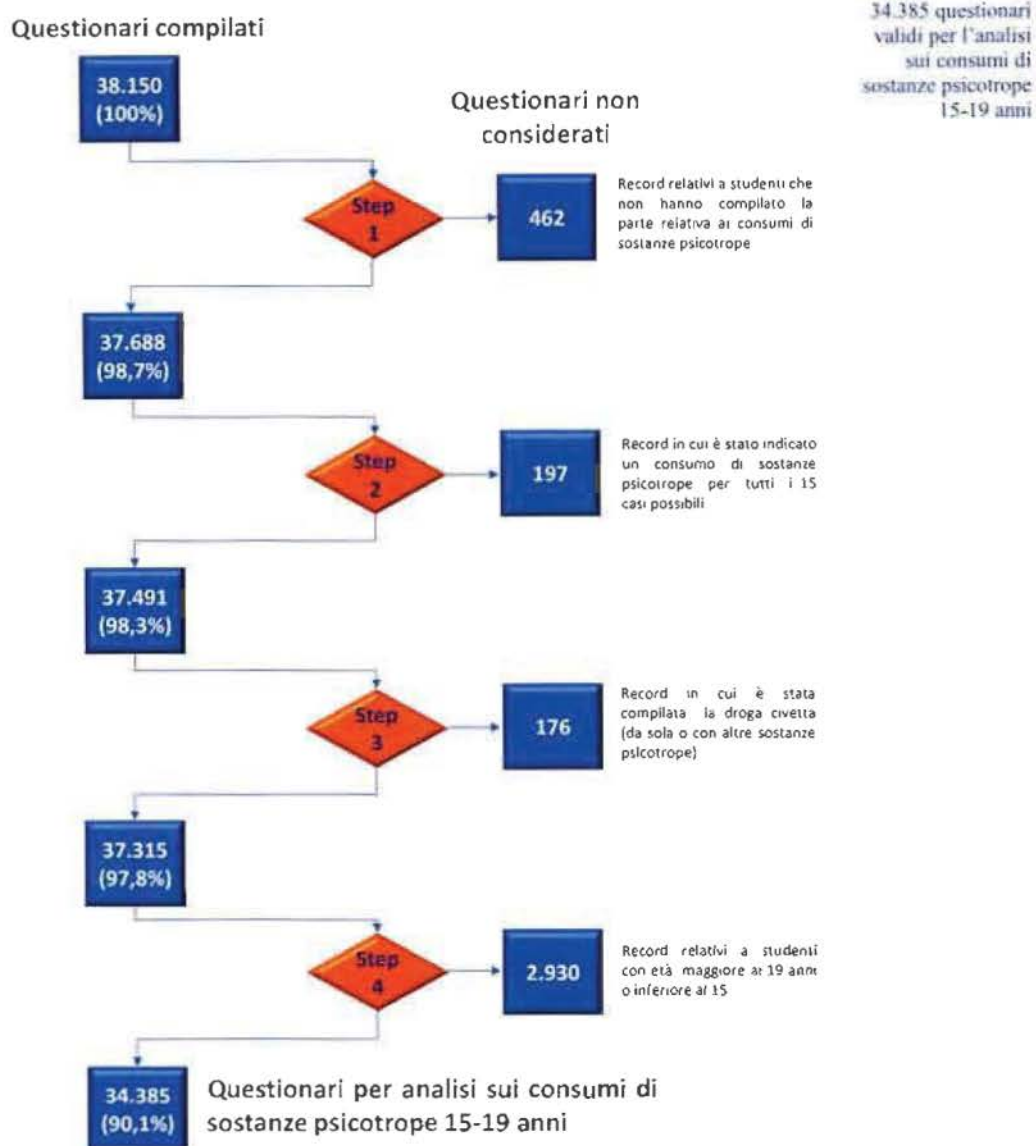 34.385 questionari
validi per l'analisi
sui consumi di
sostanze psicotrope
15-19 anni
Questionari compilati
38.150
(100%)
Questionari non
considerati
Step
1
462
Record relativi a studenti che
non hanno compilato la
parte relativa ai consumi di
sostanze psicotrope
37.688
(98,7%)
Step
2
197
Record in cui è stato indicato
un consumo di sostanze
psicotrope per tutti i 15
casi possibili
37.491
(98,3%)
Step
3
176
Record in cui è stata
compilata la droga civetta
(da sola o con altre sostanze
psicotrope)
37.315
(97,8%)
Step
4
2.930
Record relativi a studenti
con età maggiore ai 19 anni
o inferiore ai 15
34.385
(90,1%)
Questionari per analisi sui consumi di
sostanze psicotrope 15-19 anni